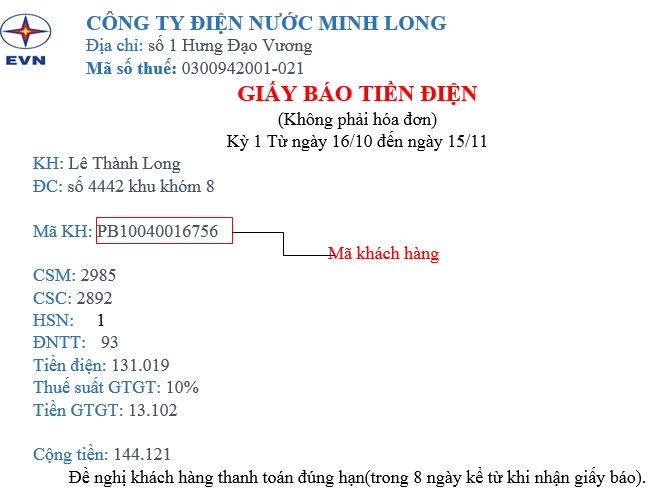 CÔNG TY ĐIỆN NƯỚC MINH LONG
Địa chỉ: số 1 Hưng Đạo Vương
EVN
Mã số thuế: 0300942001-021
GIẤY BÁO TIỀN ĐIỆN
(Không phải hóa đơn)
Kỳ 1 Từ ngày 16/10 đến ngày 15/11
KH: Lê Thành Long
ĐC: số 4442 khu khóm 8
Mã KH: PB10040016756
Mã khách hàng
CSM: 2985
CSC: 2892
HSN: 1
ĐNTT: 93
Tiền điện: 131.019
Thuế suất GTGT: 10%
Tiền GTGT: 13.102
Cộng tiền: 144.121
Đề nghị khách hàng thanh toán đúng hạn(trong 8 ngày kể từ khi nhận giấy báo).